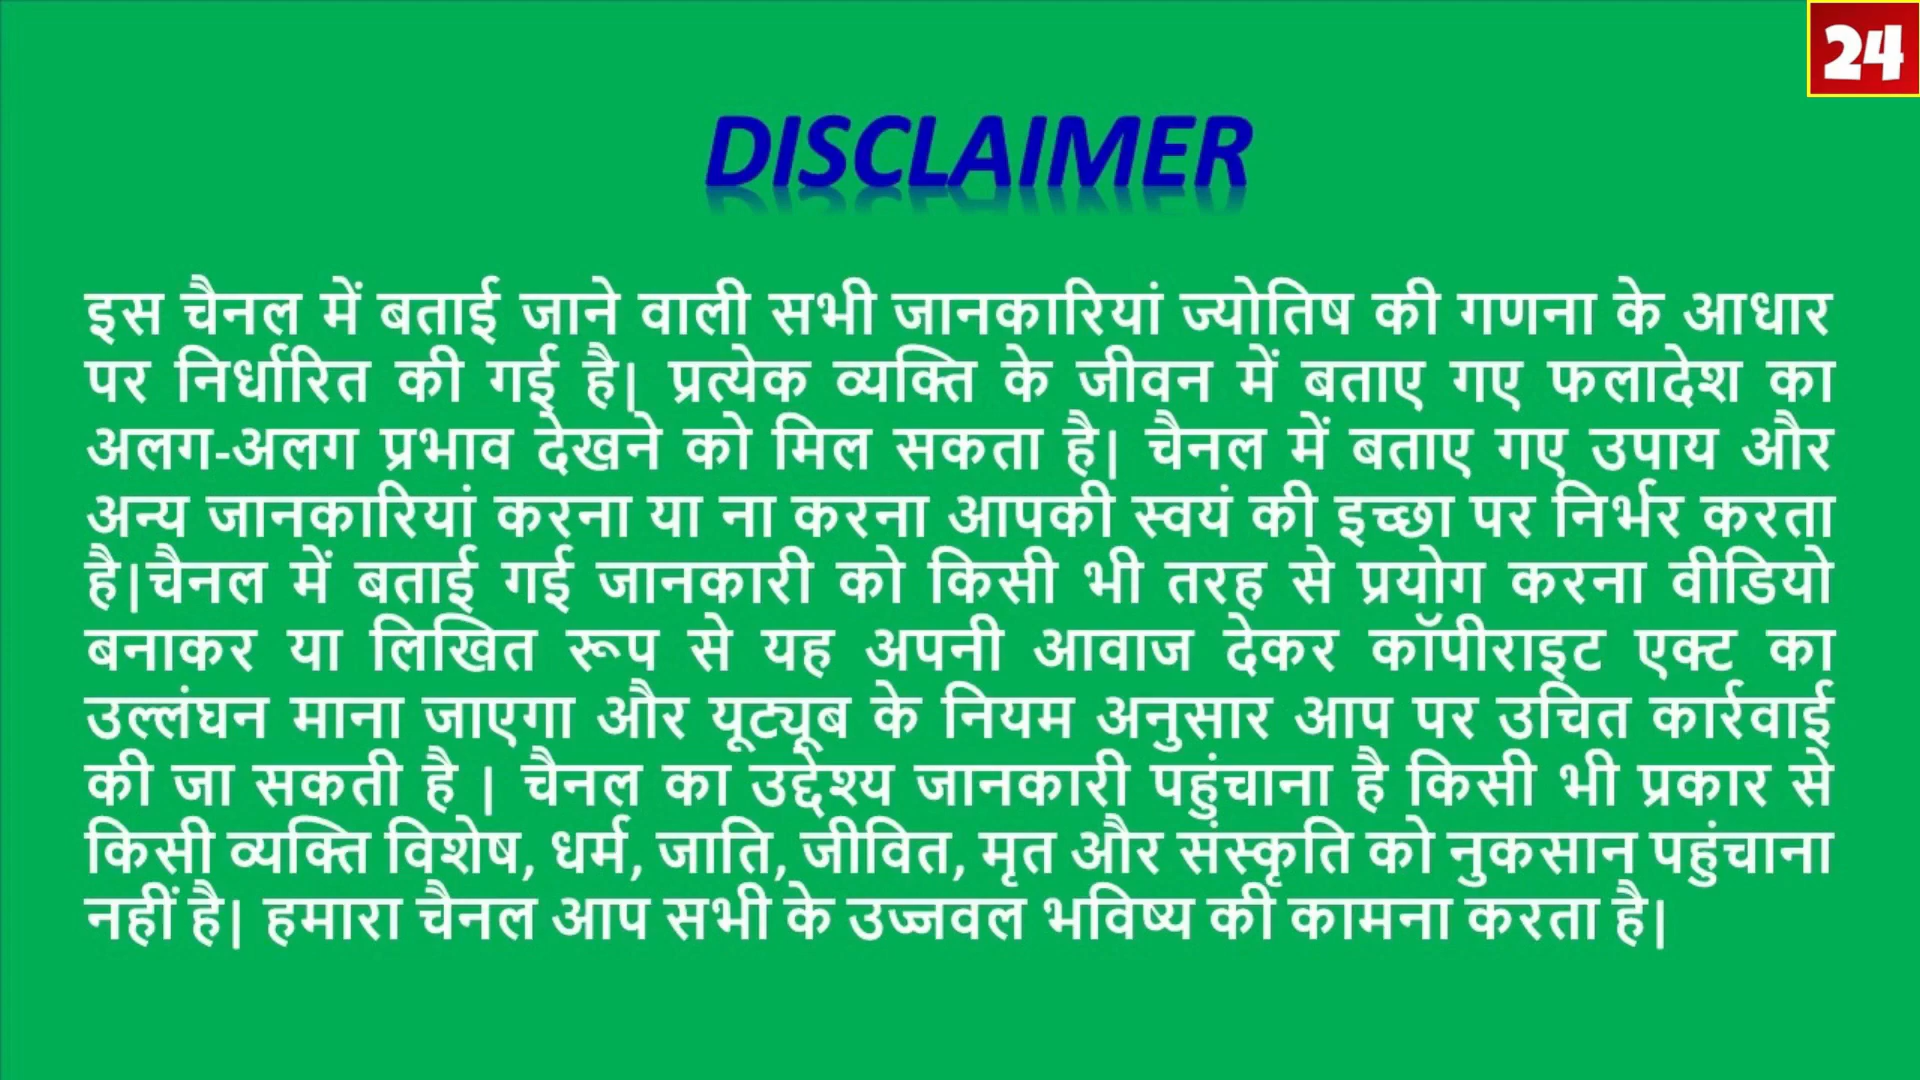 24
DISCLAIMER
इस चैनल में बताई जाने वाली सभी जानकारियां ज्योतिष की गणना के आधार
पर निर्धारित की गई है| प्रत्येक व्यक्ति के जीवन में बताए गए फलादेश का
अलग-अलग प्रभाव देखने को मिल सकता है| चैनल में बताए गए उपाय और
अन्य जानकारियां करना या ना करना आपकी स्वयं की इच्छा पर निर्भर करता
है|चैनल में बताई गई जानकारी को किसी भी तरह से प्रयोग करना वीडियो
बनाकर या लिखित रूप से यह अपनी आवाज देकर कॉपीराइट एक्ट का
उल्लंघन माना जाएगा और यूट्यूब के नियम अनुसार आप पर उचित कार्रवाई
की जा सकती है | चैनल का उद्देश्य जानकारी पहुंचाना है किसी भी प्रकार से
किसी व्यक्ति विशेष, धर्म, जाति, जीवित, मृत और संस्कृति को नुकसान पहुंचाना
नहीं है| हमारा चैनल आप सभी के उज्जवल भविष्य की कामना करता है|